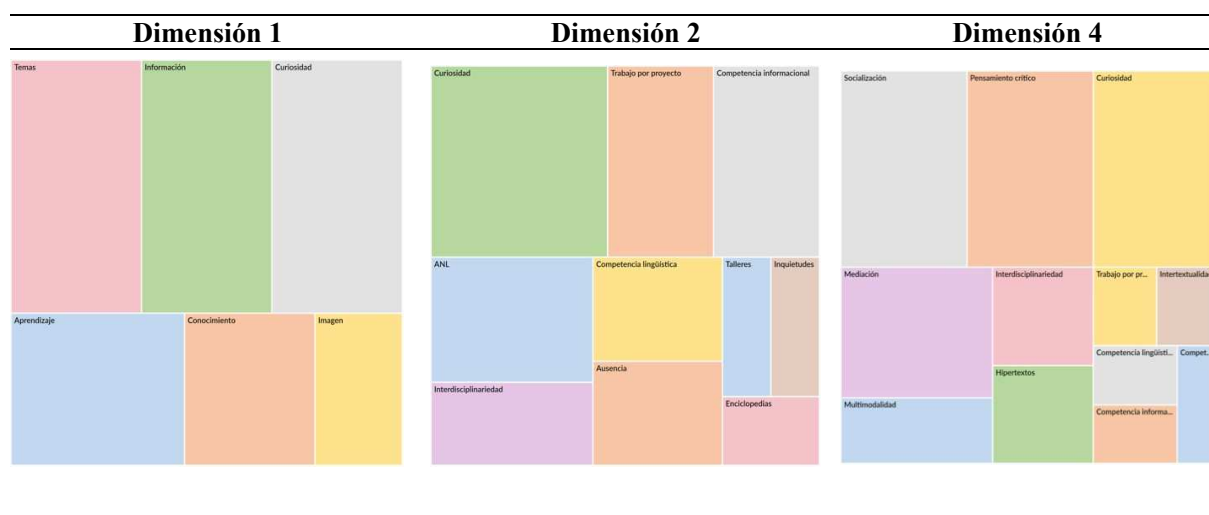 Dimensión 1 Dimensión 2 Dimensión 4
Temas Información Curiosidad
Aprendizaje Conocimiento Imagen
Curiosidad Trabajo por proyecto Competencia informacional
ANL Competencia lingüística Talleres Inquietudes
Interdisciplinariedad Ausencia Enciclopedias
Socialización Pensamiento crítico Curiosidad
Mediación Interdisciplinariedad Trabajo por pr... Intertextualida
Competencia lingüísti... Compet..
Multimodalidad Hipertextos Competencia informa...